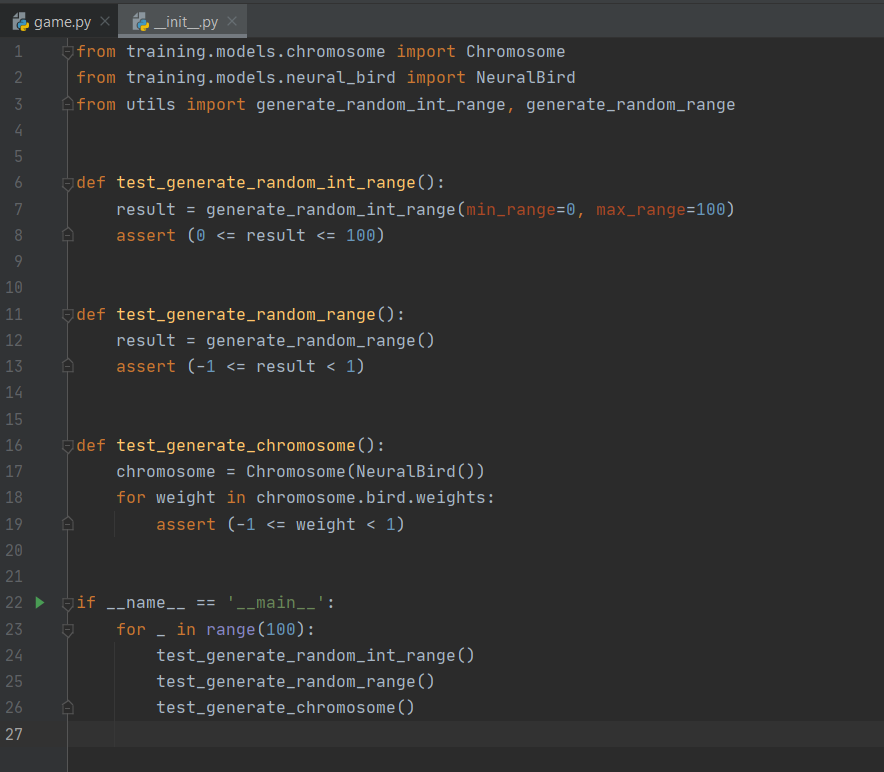 game.py __init__.py
1 from training.models.chromosome import Chromosome
2 from training.models.neural_bird import NeuralBird
3 from utils import generate_random_int_range, generate_random_range
4
5
6 def test_generate_random_int_range():
7     result = generate_random_int_range(min_range=0, max_range=100)
8     assert (0 <= result <= 100)
9
10
11 def test_generate_random_range():
12     result = generate_random_range()
13     assert (-1 <= result < 1)
14
15
16 def test_generate_chromosome():
17     chromosome = Chromosome(NeuralBird())
18     for weight in chromosome.bird.weights:
19         assert (-1 <= weight < 1)
20
21
22 if __name__ == '__main__':
23     for _ in range(100):
24         test_generate_random_int_range()
25         test_generate_random_range()
26         test_generate_chromosome()
27